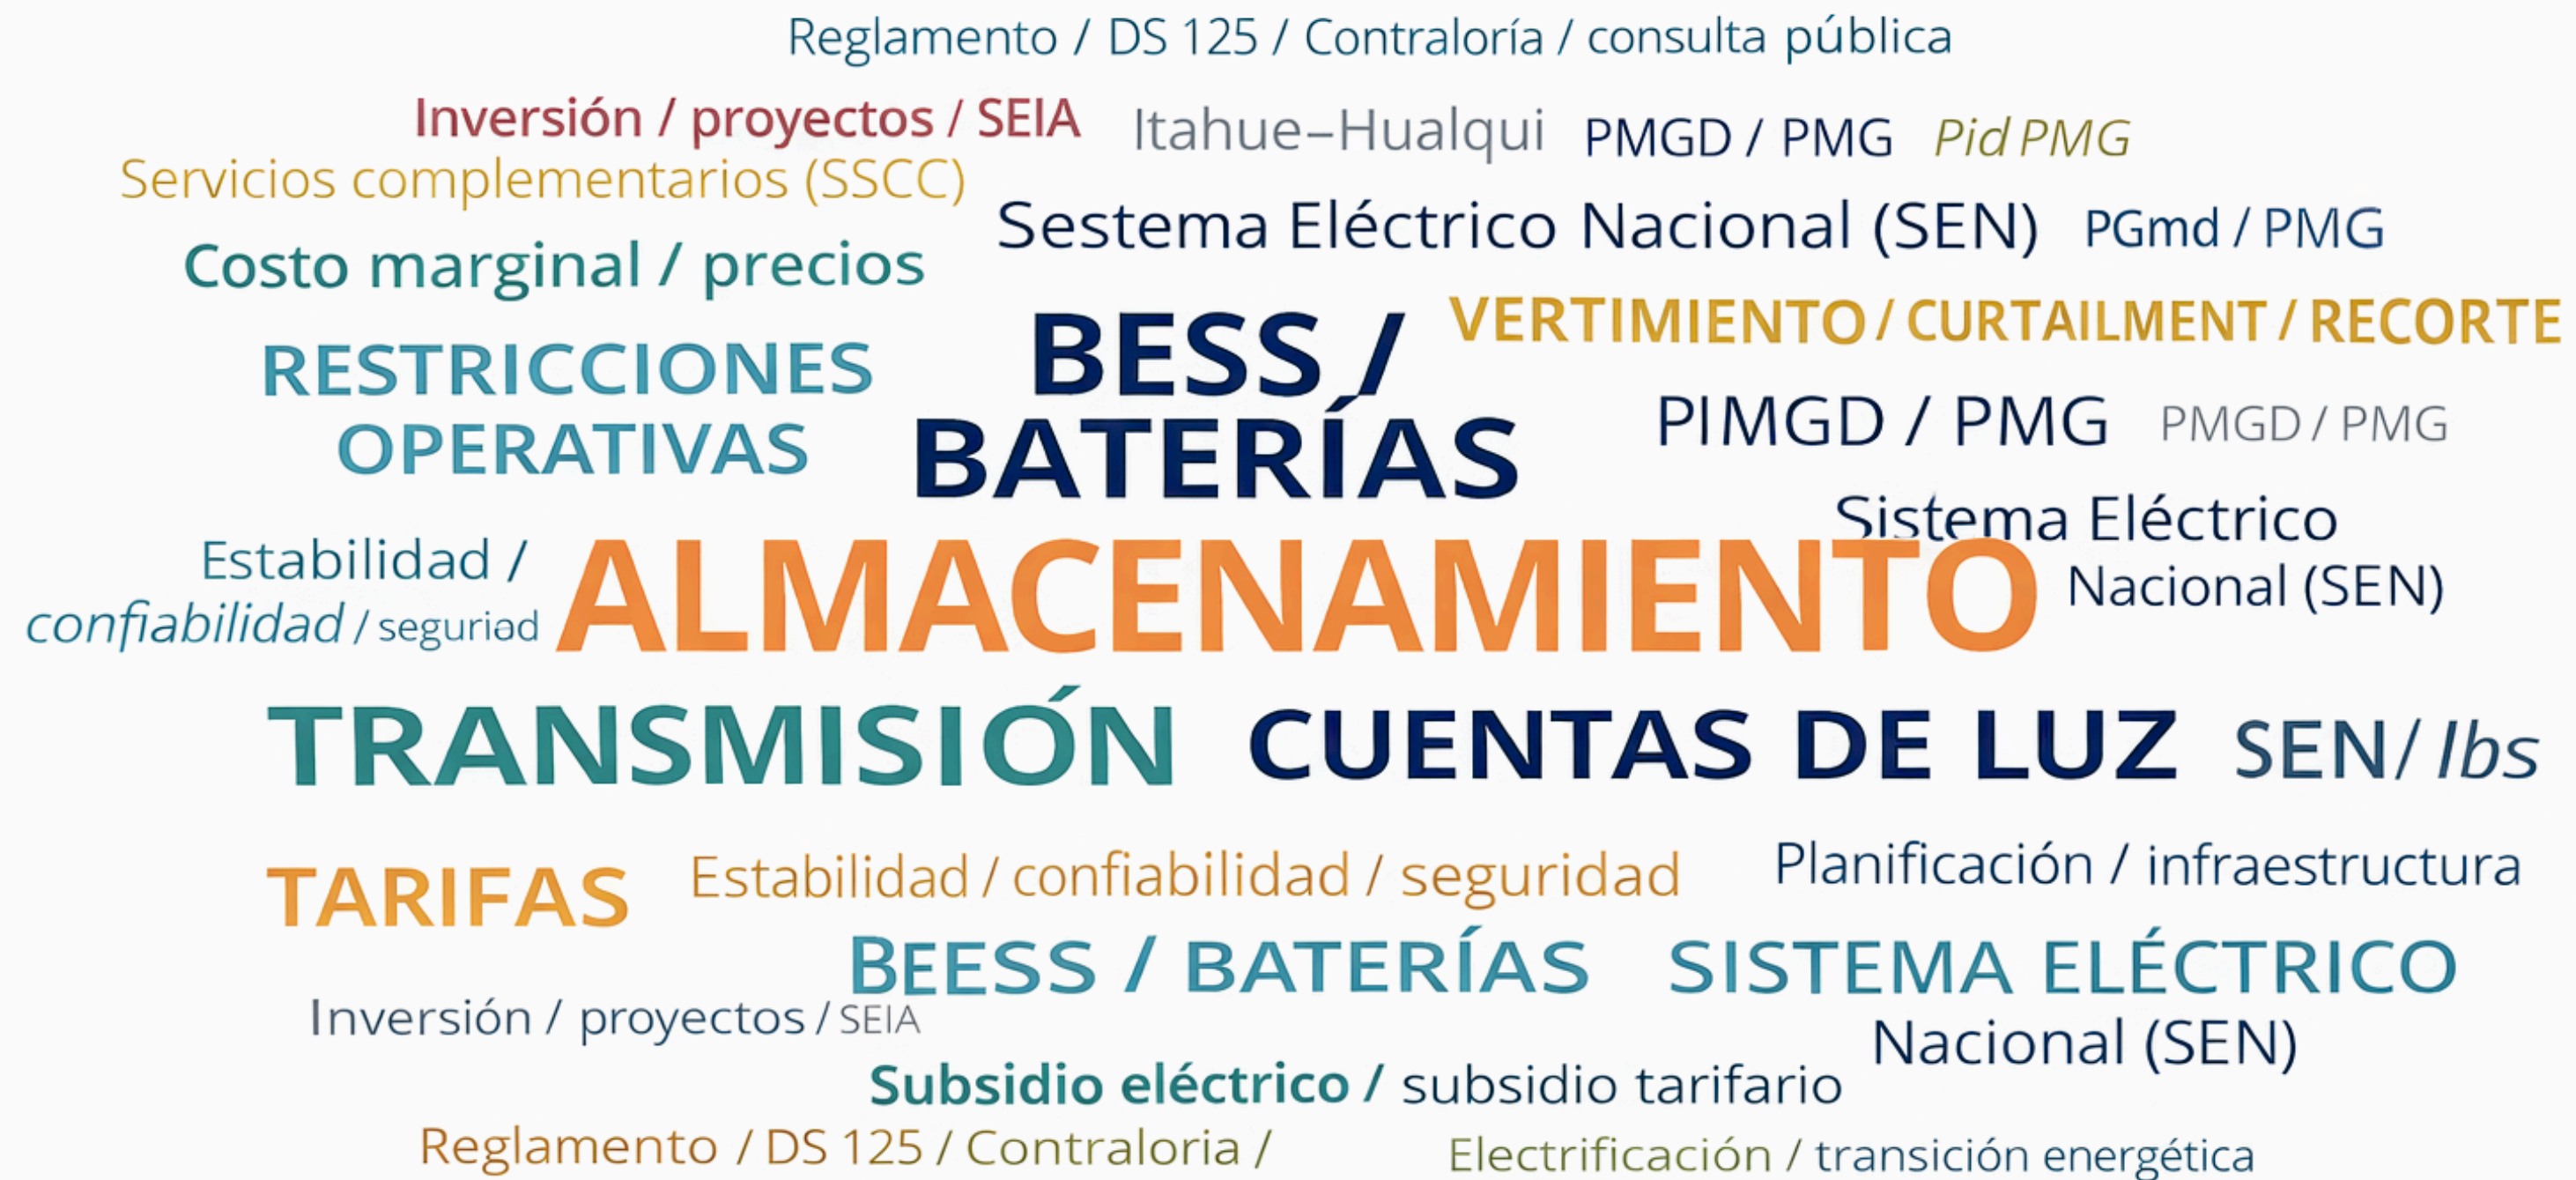 Reglamento / DS 125 / Contraloría / consulta pública
Inversión / proyectos / SEIA
Itahue–Hualqui
PMGD / PMG
Pid PMG
Servicios complementarios (SSCC)
Sestema Eléctrico Nacional (SEN)
PGmd / PMG
Costo marginal / precios
BESS /
BATERÍAS
VERTIMIENTO / CURTAILMENT / RECORTE
RESTRICCIONES
OPERATIVAS
PIMGD / PMG
PMGD / PMG
Sistema Eléctrico
Nacional (SEN)
Estabilidad /
confiabilidad / seguriad
ALMACENAMIENTO
TRANSMISIÓN
CUENTAS DE LUZ
SEN / Ibs
TARIFAS
Estabilidad / confiabilidad / seguridad
Planificación / infraestructura
BEESS / BATERÍAS
SISTEMA ELÉCTRICO
Nacional (SEN)
Inversión / proyectos / SEIA
Subsidio eléctrico / subsidio tarifario
Reglamento / DS 125 / Contraloria /
Electrificación / transición energética